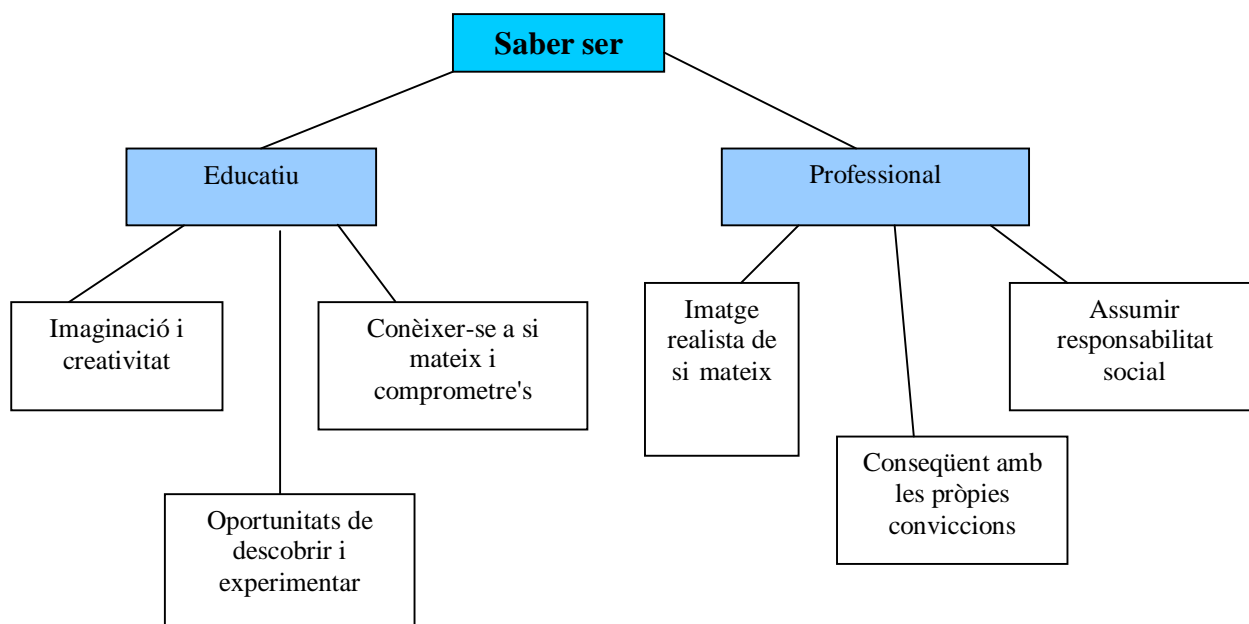 Saber ser
Educatiu
Professional
Imaginació i
creativitat
Conèixer-se a si
mateix i
comprometre's
Oportunitats de
descobrir i
experimentar
Imatge
realista de
si mateix
Conseqüent amb
les pròpies
conviccions
Assumir
responsabilitat
social